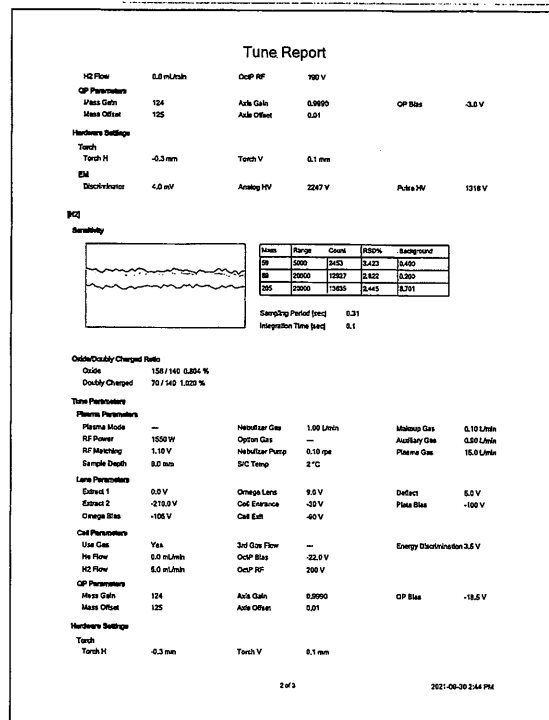 Tune Report
H2 Flow 0.0 mL/min OctP RF 190 V
QP Parameters
Mass Gain 124 Axis Gain 0.9990 QP Bias -3.0 V
Mass Offset 125 Axis Offset 0.01
Hardware Settings
Torch
Torch H -0.3 mm Torch V 0.1 mm
EM
Discriminator 4.0 mV Analog HV 2247 V Pulse HV 1318 V
[H2]
Sensitivity
Mass Range Count RSD% Background
59 5000 2453 3.423 0.400
89 20000 12927 2.822 0.200
205 20000 13635 2.445 8.701
Sampling Period [sec] 0.31
Integration Time [sec] 0.1
Oxide/Doubly Charged Ratio
Oxide 156 / 140 0.804 %
Doubly Charged 70 / 140 1.020 %
Tune Parameters
Plasma Parameters
Plasma Mode --- Nebulizer Gas 1.00 L/min Makeup Gas 0.10 L/min
RF Power 1550 W Option Gas --- Auxiliary Gas 0.90 L/min
RF Matching 1.10 V Nebulizer Pump 0.10 rps Plasma Gas 15.0 L/min
Sample Depth 8.0 mm S/C Temp 2 °C
Lens Parameters
Extract 1 0.0 V Omega Lens 9.0 V Deflect 5.0 V
Extract 2 -210.0 V Cell Entrance -30 V Plate Bias -100 V
Omega Bias -105 V Cell Exit -60 V
Cell Parameters
Use Gas Yes 3rd Gas Flow --- Energy Discrimination 3.5 V
He Flow 0.0 mL/min OctP Bias -22.0 V
H2 Flow 6.0 mL/min OctP RF 200 V
QP Parameters
Mass Gain 124 Axis Gain 0.9990 QP Bias -18.5 V
Mass Offset 125 Axis Offset 0.01
Hardware Settings
Torch
Torch H -0.3 mm Torch V 0.1 mm
2 of 3 2021-09-30 2:44 PM